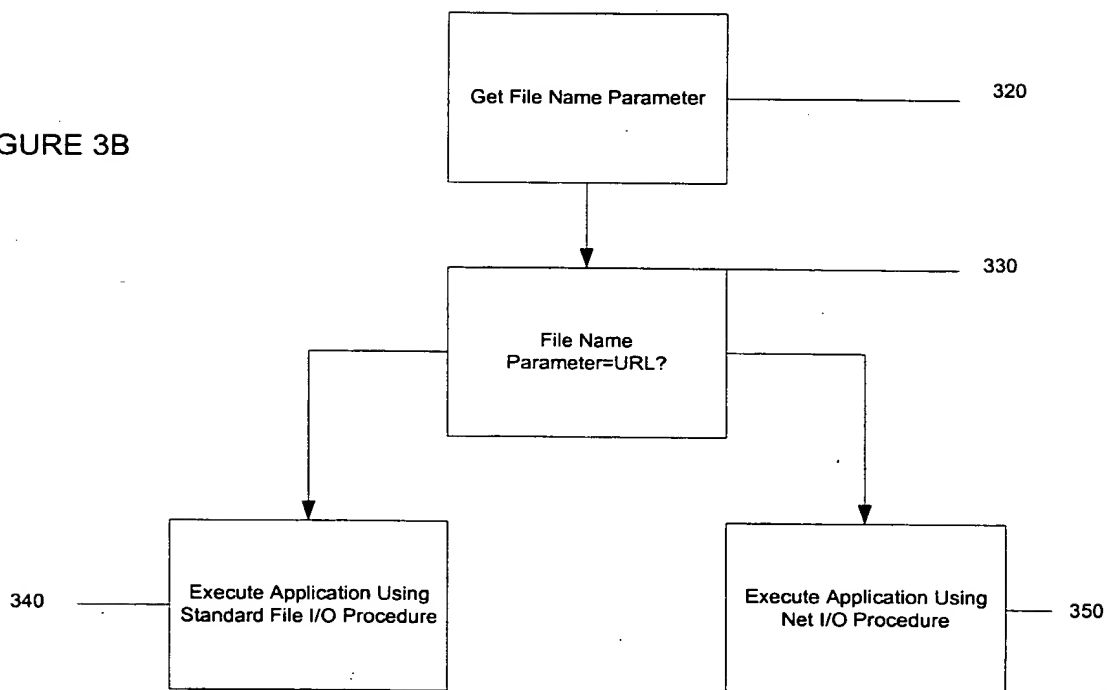 Get File Name Parameter
320
GURE 3B
330
File Name
Parameter=URL?
Execute Application Using
Standard File I/O Procedure
340
Execute Application Using
Net I/O Procedure
350